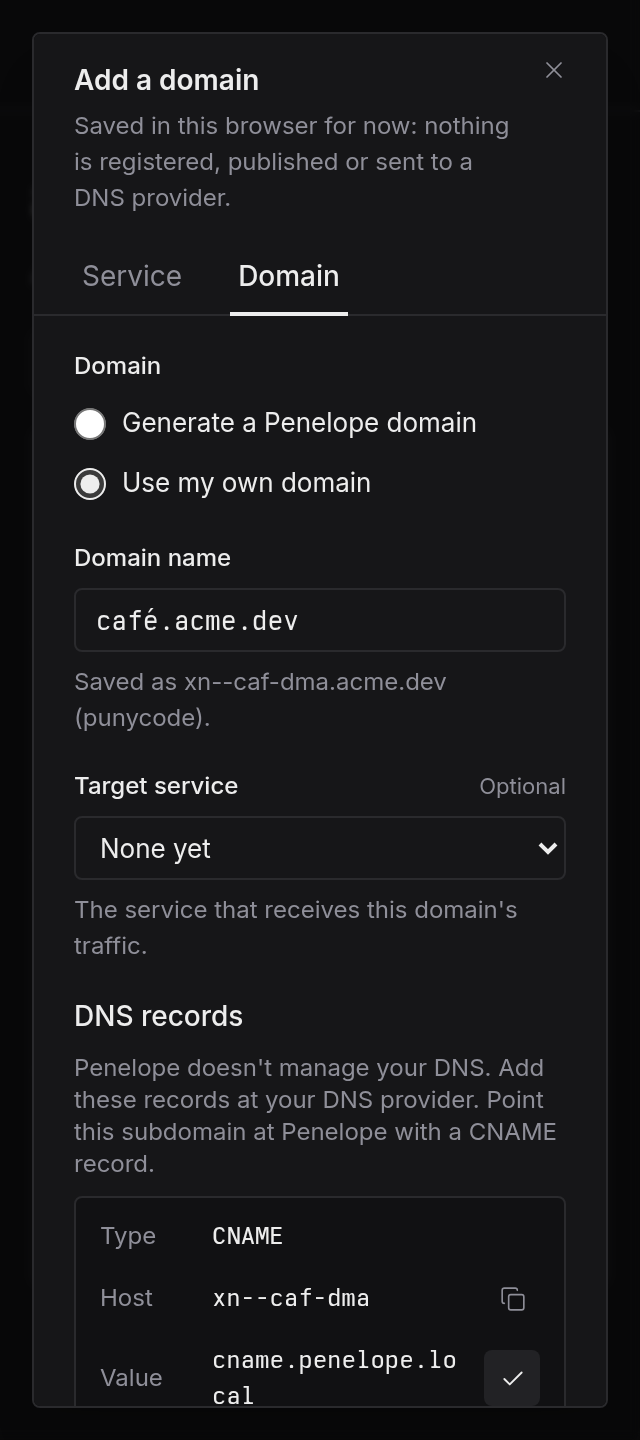 Add a domain
Saved in this browser for now: nothing
is registered, published or sent to a
DNS provider.
Service Domain
Domain
Generate a Penelope domain
Use my own domain
Domain name
café.acme.dev
Saved as xn--caf-dma.acme.dev
(punycode).
Target service Optional
None yet
The service that receives this domain's
traffic.
DNS records
Penelope doesn't manage your DNS. Add
these records at your DNS provider. Point
this subdomain at Penelope with a CNAME
record.
Type CNAME
Host xn--caf-dma
Value cname.penelope.lo
cal